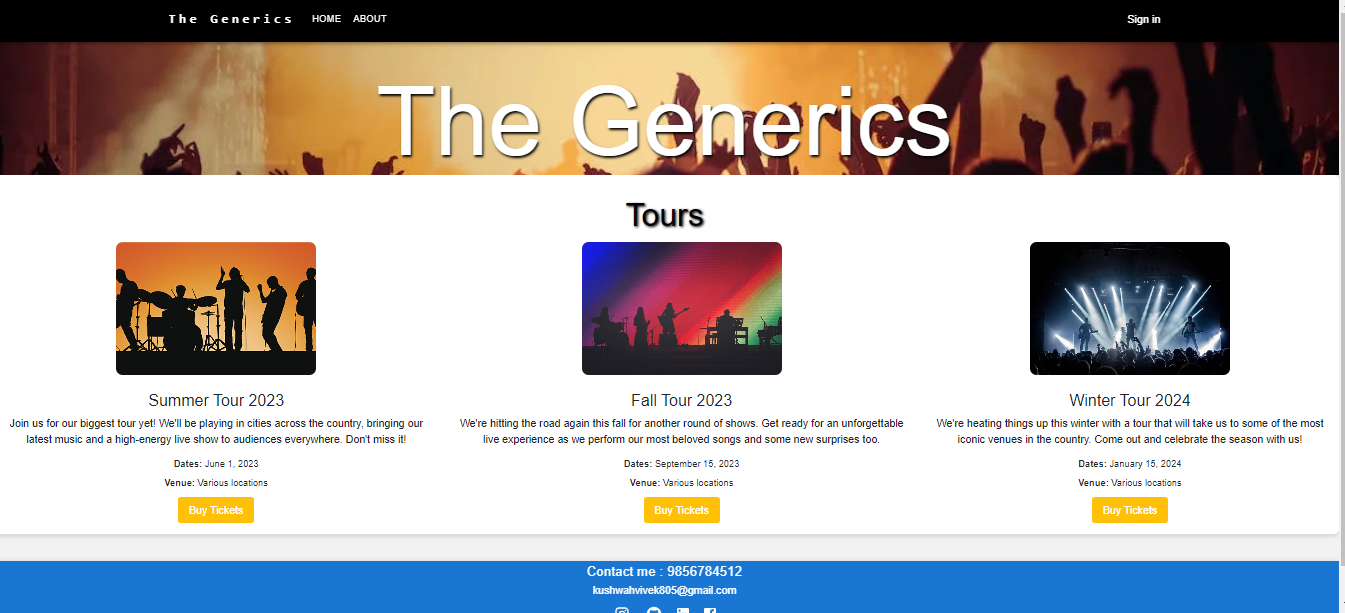 The Generics HOME ABOUT Sign in
The Generics
Tours
Summer Tour 2023
Join us for our biggest tour yet! We'll be playing in cities across the country, bringing our
latest music and a high-energy live show to audiences everywhere. Don't miss it!
Dates: June 1, 2023
Venue: Various locations
Buy Tickets
Fall Tour 2023
We're hitting the road again this fall for another round of shows. Get ready for an unforgettable
live experience as we perform our most beloved songs and some new surprises too.
Dates: September 15, 2023
Venue: Various locations
Buy Tickets
Winter Tour 2024
We're heating things up this winter with a tour that will take us to some of the most
iconic venues in the country. Come out and celebrate the season with us!
Dates: January 15, 2024
Venue: Various locations
Buy Tickets
Contact me : 9856784512
kushwahvivek805@gmail.com